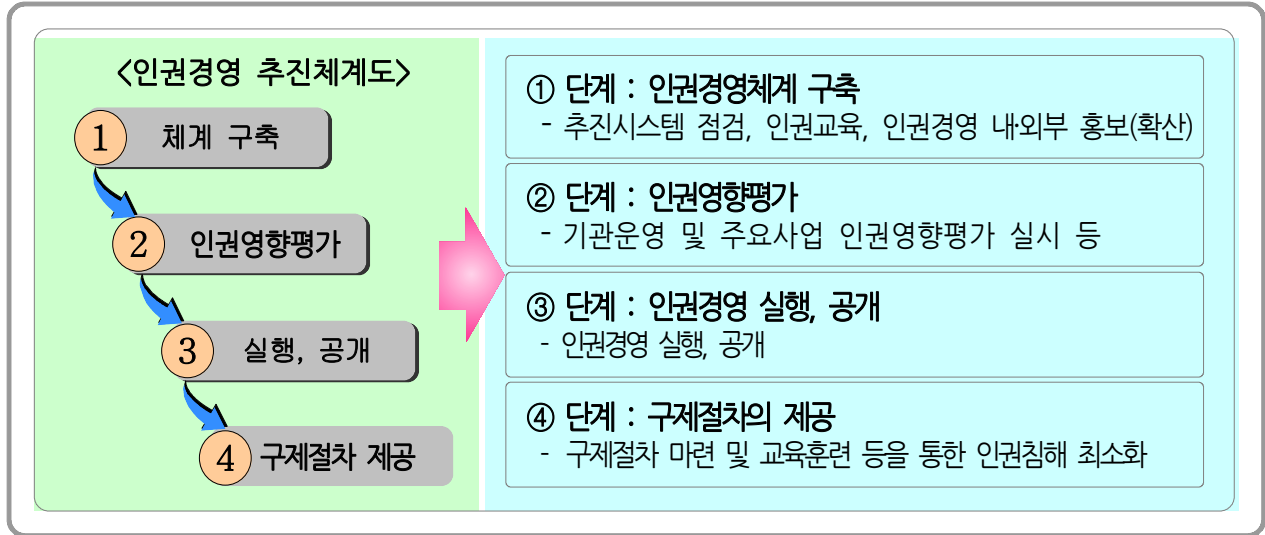 <인권경영 추진체계도>
1 체계 구축
2 인권영향평가
3 실행, 공개
4 구제절차 제공
① 단계 : 인권경영체계 구축
- 추진시스템 점검, 인권교육, 인권경영 내·외부 홍보(확산)
② 단계 : 인권영향평가
- 기관운영 및 주요사업 인권영향평가 실시 등
③ 단계 : 인권경영 실행, 공개
- 인권경영 실행, 공개
④ 단계 : 구제절차의 제공
- 구제절차 마련 및 교육훈련 등을 통한 인권침해 최소화